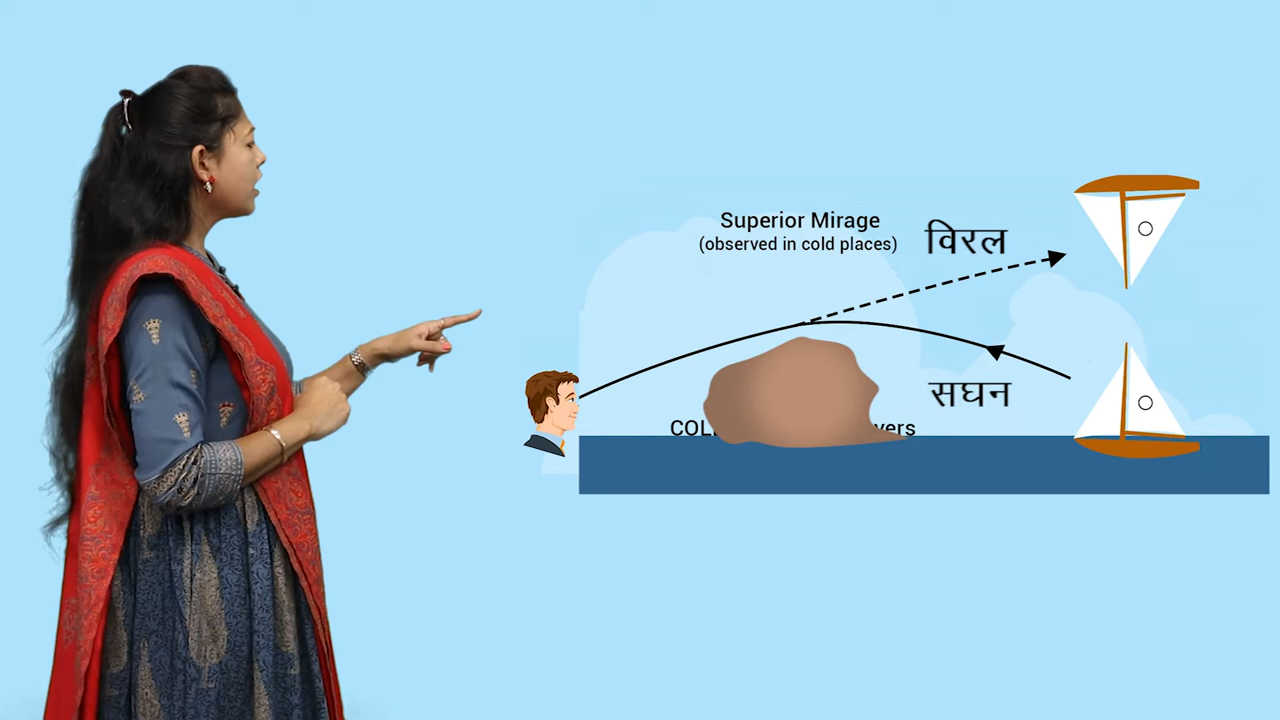 Superior Mirage
(observed in cold places)
विरल
सघन